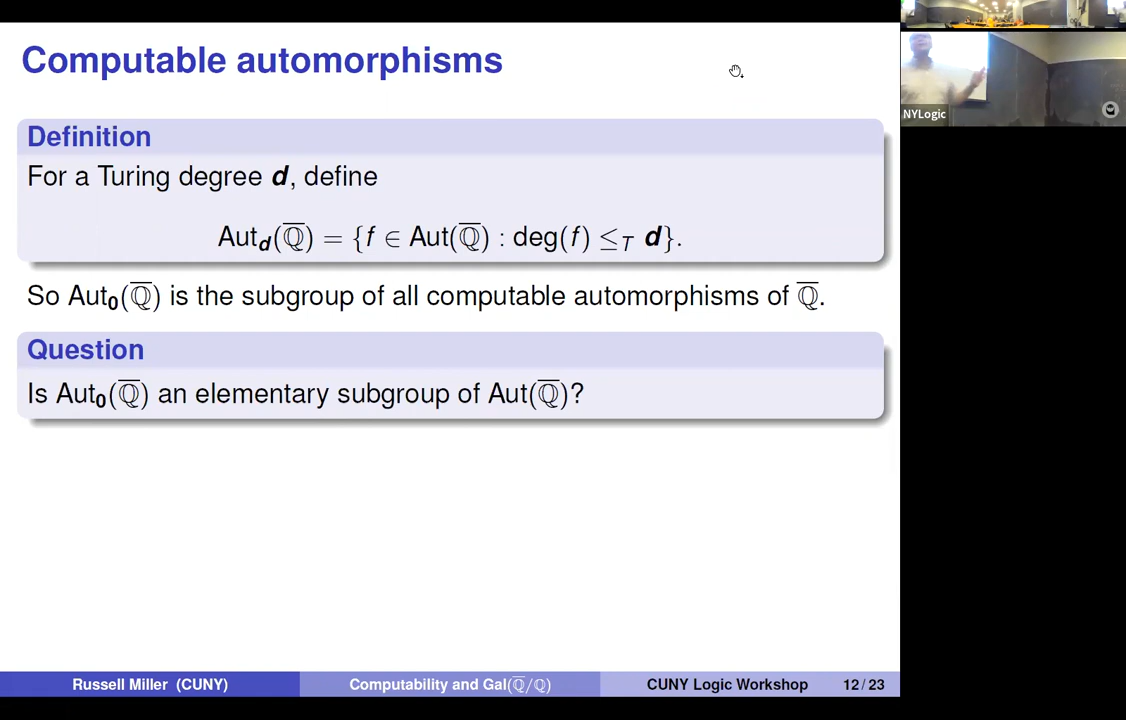 Computable automorphisms
Definition
For a Turing degree d, define
Aut_d(Q̅) = {f ∈ Aut(Q̅) : deg(f) ≤_T d}.
So Aut_0(Q̅) is the subgroup of all computable automorphisms of Q̅.
Question
Is Aut_0(Q̅) an elementary subgroup of Aut(Q̅)?
Russell Miller (CUNY)
Computability and Gal(Q̅/Q)
CUNY Logic Workshop
12 / 23
NYLogic